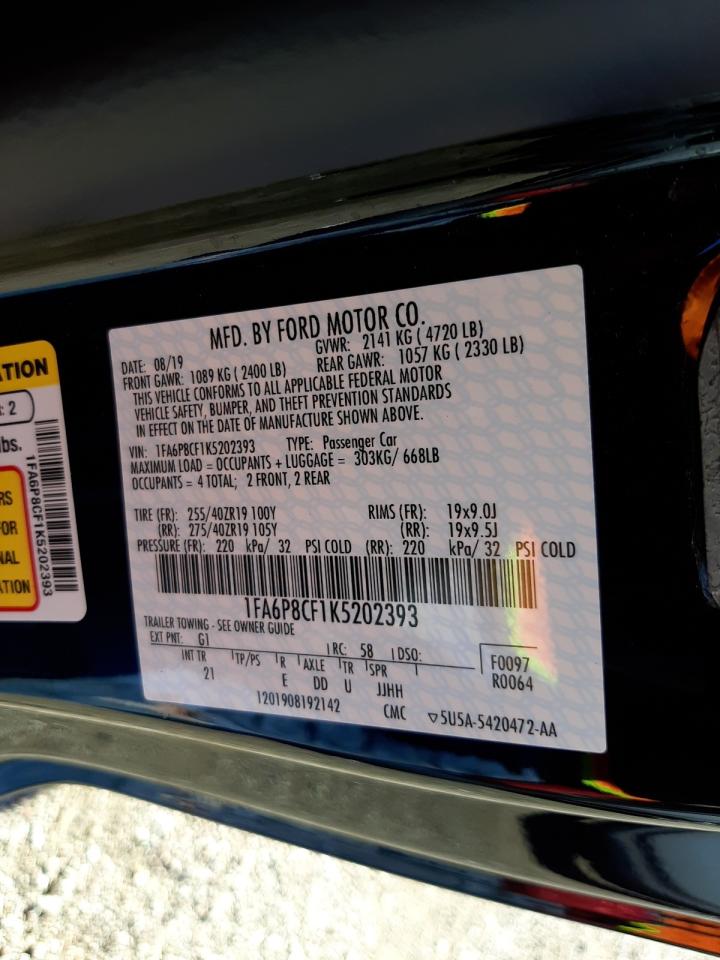 MFD. BY FORD MOTOR CO.
DATE: 08/19 GVWR: 2141 KG ( 4720 LB)
FRONT GAWR: 1089 KG ( 2400 LB) REAR GAWR: 1057 KG ( 2330 LB)
THIS VEHICLE CONFORMS TO ALL APPLICABLE FEDERAL MOTOR
VEHICLE SAFETY, BUMPER, AND THEFT PREVENTION STANDARDS
IN EFFECT ON THE DATE OF MANUFACTURE SHOWN ABOVE.
VIN: 1FA6P8CF1K5202393 TYPE: Passenger Car
MAXIMUM LOAD = OCCUPANTS + LUGGAGE = 303KG/ 668LB
OCCUPANTS = 4 TOTAL; 2 FRONT, 2 REAR
TIRE (FR): 255/40ZR19 100Y RIMS (FR): 19x9.0J
(RR): 275/40ZR19 105Y (RR): 19x9.5J
PRESSURE (FR): 220 kPa/ 32 PSI COLD (RR): 220 kPa/ 32 PSI COLD
1FA6P8CF1K5202393
TRAILER TOWING - SEE OWNER GUIDE
EXT PNT: G1 RC: 58 DSO:
INT TR TP/PS R AXLE TR SPR F0097
21 E DD U JJHH R0064
1201908192142 CMC ▽5U5A-5420472-AA
ATION
: 2
lbs.
RS
FOR
NAL
ATION
1FA6P8CF1K5202393